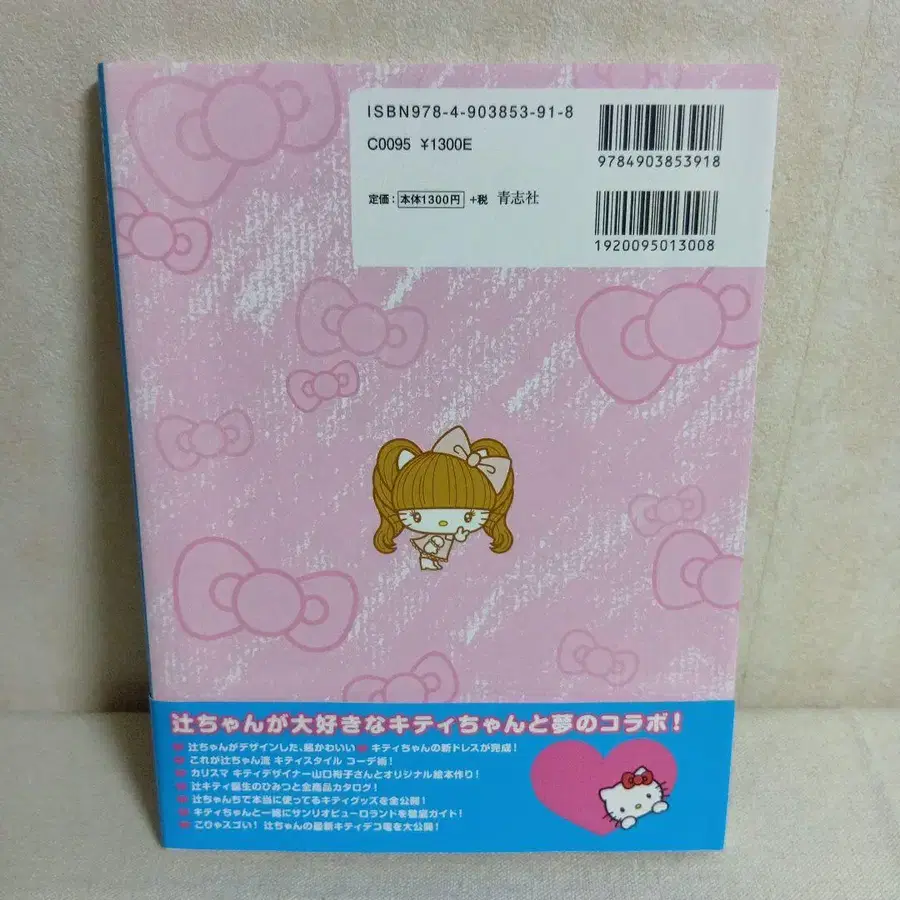 ISBN978-4-903853-91-8
C0095 ¥1300E
定価：本体1300円 +税 青志社
9784903853918
1920095013008
辻ちゃんが大好きなキティちゃんと夢のコラボ！
辻ちゃんがデザインした、超かわいい キティちゃんの新ドレスが完成！
これが辻ちゃん流 キティスタイル コーデ術！
カリスマ キティデザイナー山口裕子さんとオリジナル絵本作り！
辻キティ誕生のひみつと全商品カタログ！
辻ちゃんちで本当に使ってるキティグッズを全公開！
キティちゃんと一緒にサンリオピューロランドを徹底ガイド！
こりゃスゴい！ 辻ちゃんの最新キティデコ電を大公開！